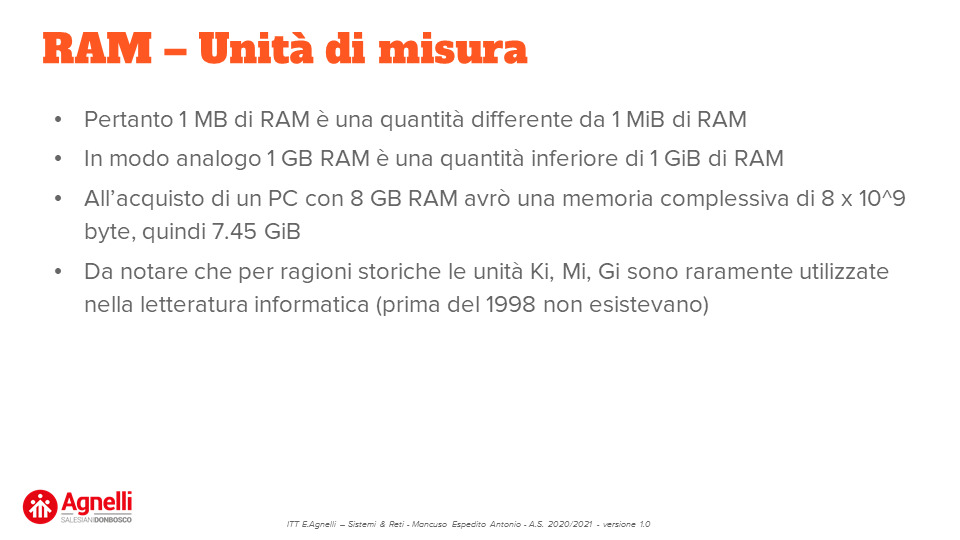 RAM – Unità di misura
• Pertanto 1 MB di RAM è una quantità differente da 1 MiB di RAM
• In modo analogo 1 GB RAM è una quantità inferiore di 1 GiB di RAM
• All’acquisto di un PC con 8 GB RAM avrò una memoria complessiva di 8 x 10^9
byte, quindi 7.45 GiB
• Da notare che per ragioni storiche le unità Ki, Mi, Gi sono raramente utilizzate
nella letteratura informatica (prima del 1998 non esistevano)
Agnelli
SALESIANIDONBOSCO
ITT E.Agnelli – Sistemi & Reti - Mancuso Espedito Antonio - A.S. 2020/2021 - versione 1.0